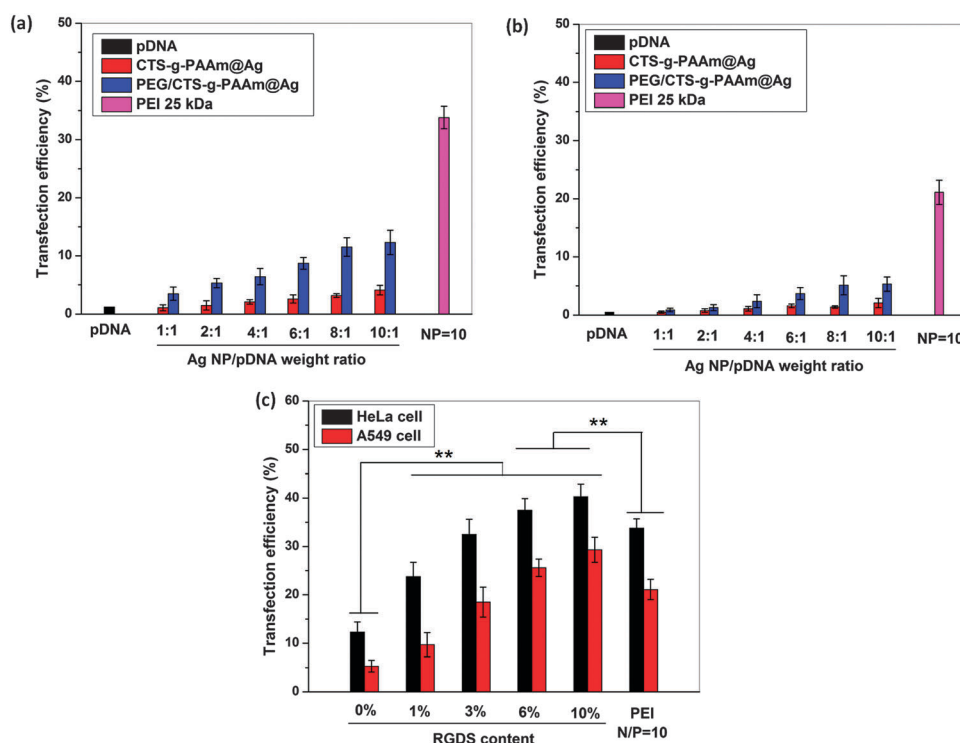 (a)
50
40
30
20
10
0
Transfection efficiency (%)
pDNA
CTS-g-PAAm@Ag
PEG/CTS-g-PAAm@Ag
PEI 25 kDa
pDNA 1:1 2:1 4:1 6:1 8:1 10:1 NP=10
Ag NP/pDNA weight ratio
(b)
50
40
30
20
10
0
Transfection efficiency (%)
pDNA
CTS-g-PAAm@Ag
PEG/CTS-g-PAAm@Ag
PEI 25 kDa
pDNA 1:1 2:1 4:1 6:1 8:1 10:1 NP=10
Ag NP/pDNA weight ratio
(c)
60
50
40
30
20
10
0
Transfection efficiency (%)
HeLa cell
A549 cell
**
**
0% 1% 3% 6% 10% PEI
RGDS content N/P=10